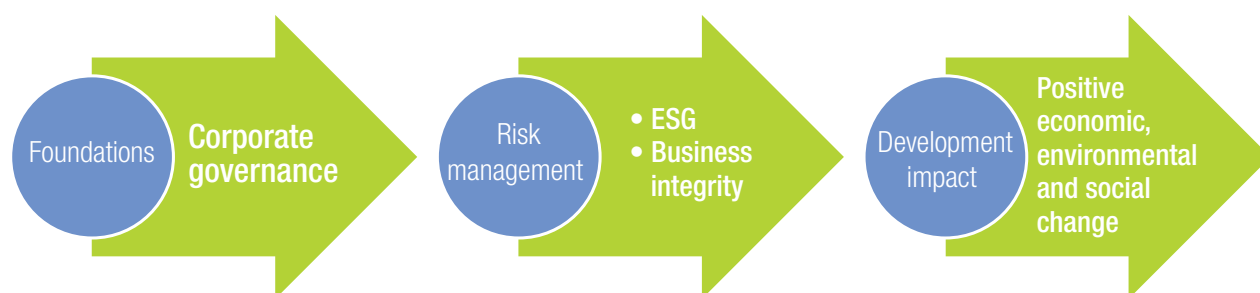 Foundations
Corporate
governance
Risk
management
• ESG
• Business
integrity
Development
impact
Positive
economic,
environmental
and social
change